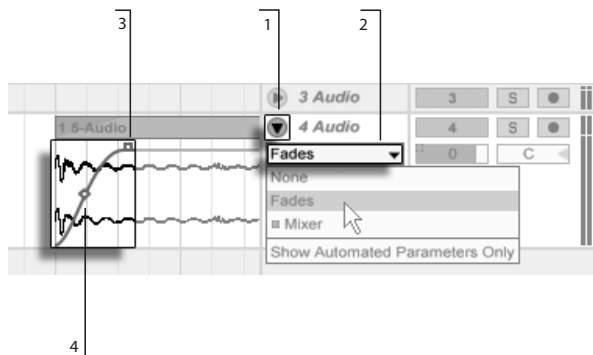 3 1 2
3 Audio 3 S
1 5-Audio 4 Audio 4 S
Fades 0 C
None
Fades
Mixer
Show Automated Parameters Only
4